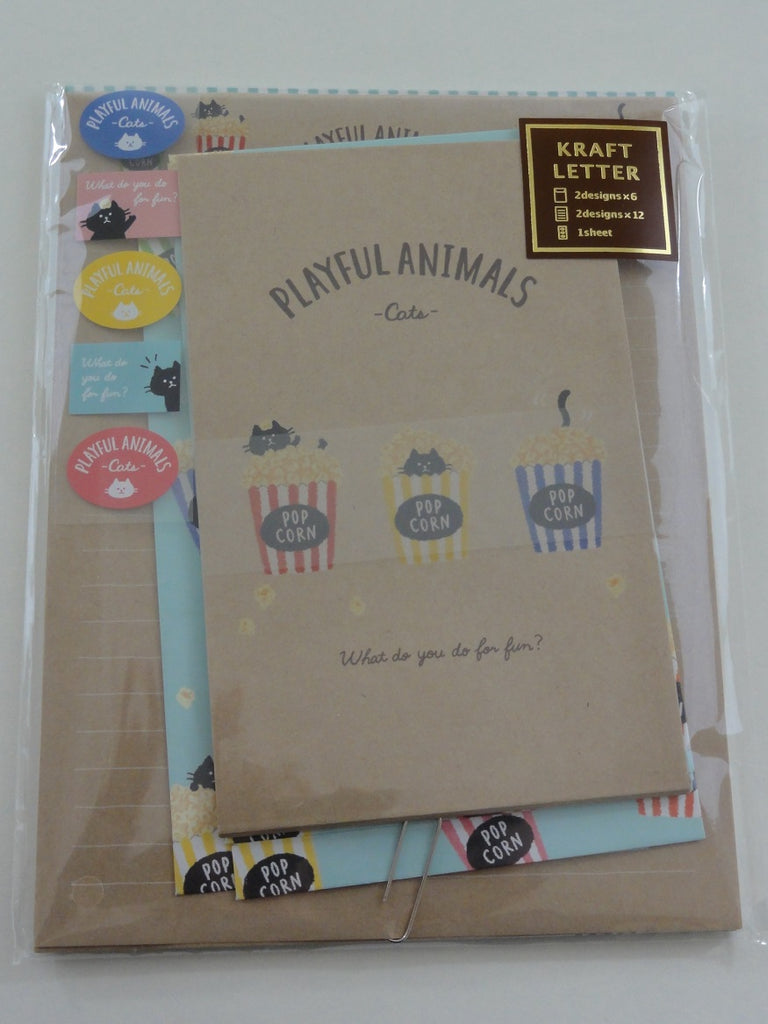 PLAYFUL ANIMALS
-Cats-
What do you do
for fun?
PLAYFUL ANIMALS
-Cats-
What do
you do
for fun?
PLAYFUL ANIMALS
-Cats-
PLAYFUL ANIM
KRAFT
LETTER
2designs×6
2designs×12
1sheet
PLAYFUL ANIMALS
-Cats-
POP
CORN
POP
CORN
POP
CORN
What do you do for fun?
POP
CORN
POP
CORN
POP
CORN